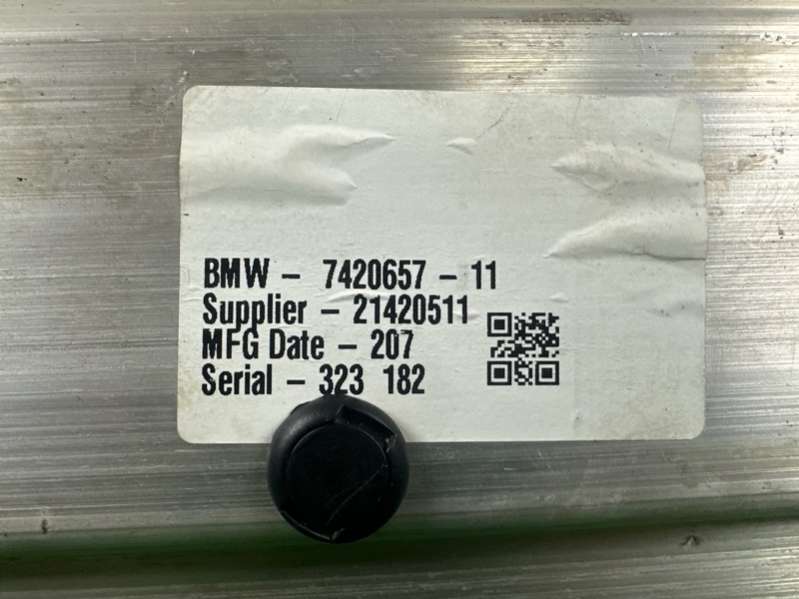 BMW - 7420657 - 11
Supplier - 21420511
MFG Date - 207
Serial - 323 182